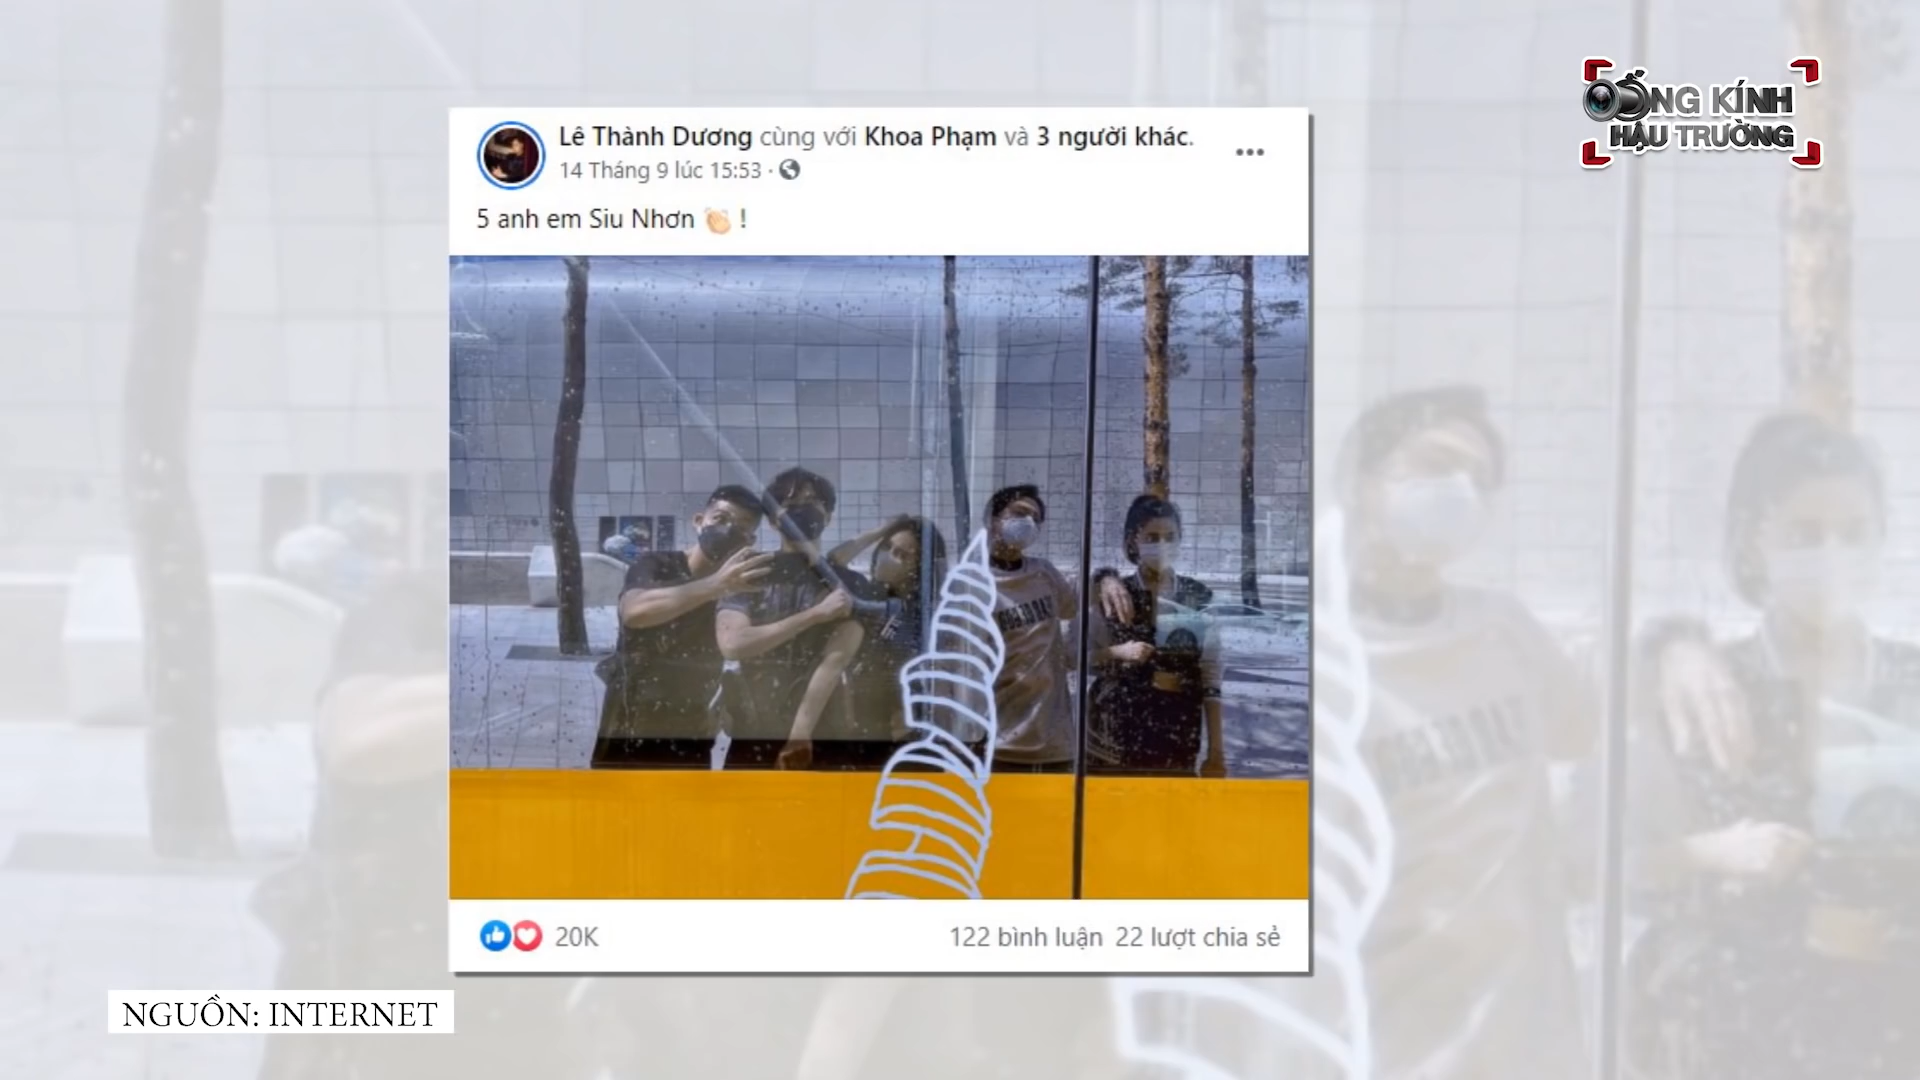 ỐNG KÍNH
HẬU TRƯỜNG
Lê Thành Dương cùng với Khoa Phạm và 3 người khác.
14 Tháng 9 lúc 15:53 ·
5 anh em Siu Nhơn 👏🏻 !
20K
122 bình luận 22 lượt chia sẻ
NGUỒN: INTERNET